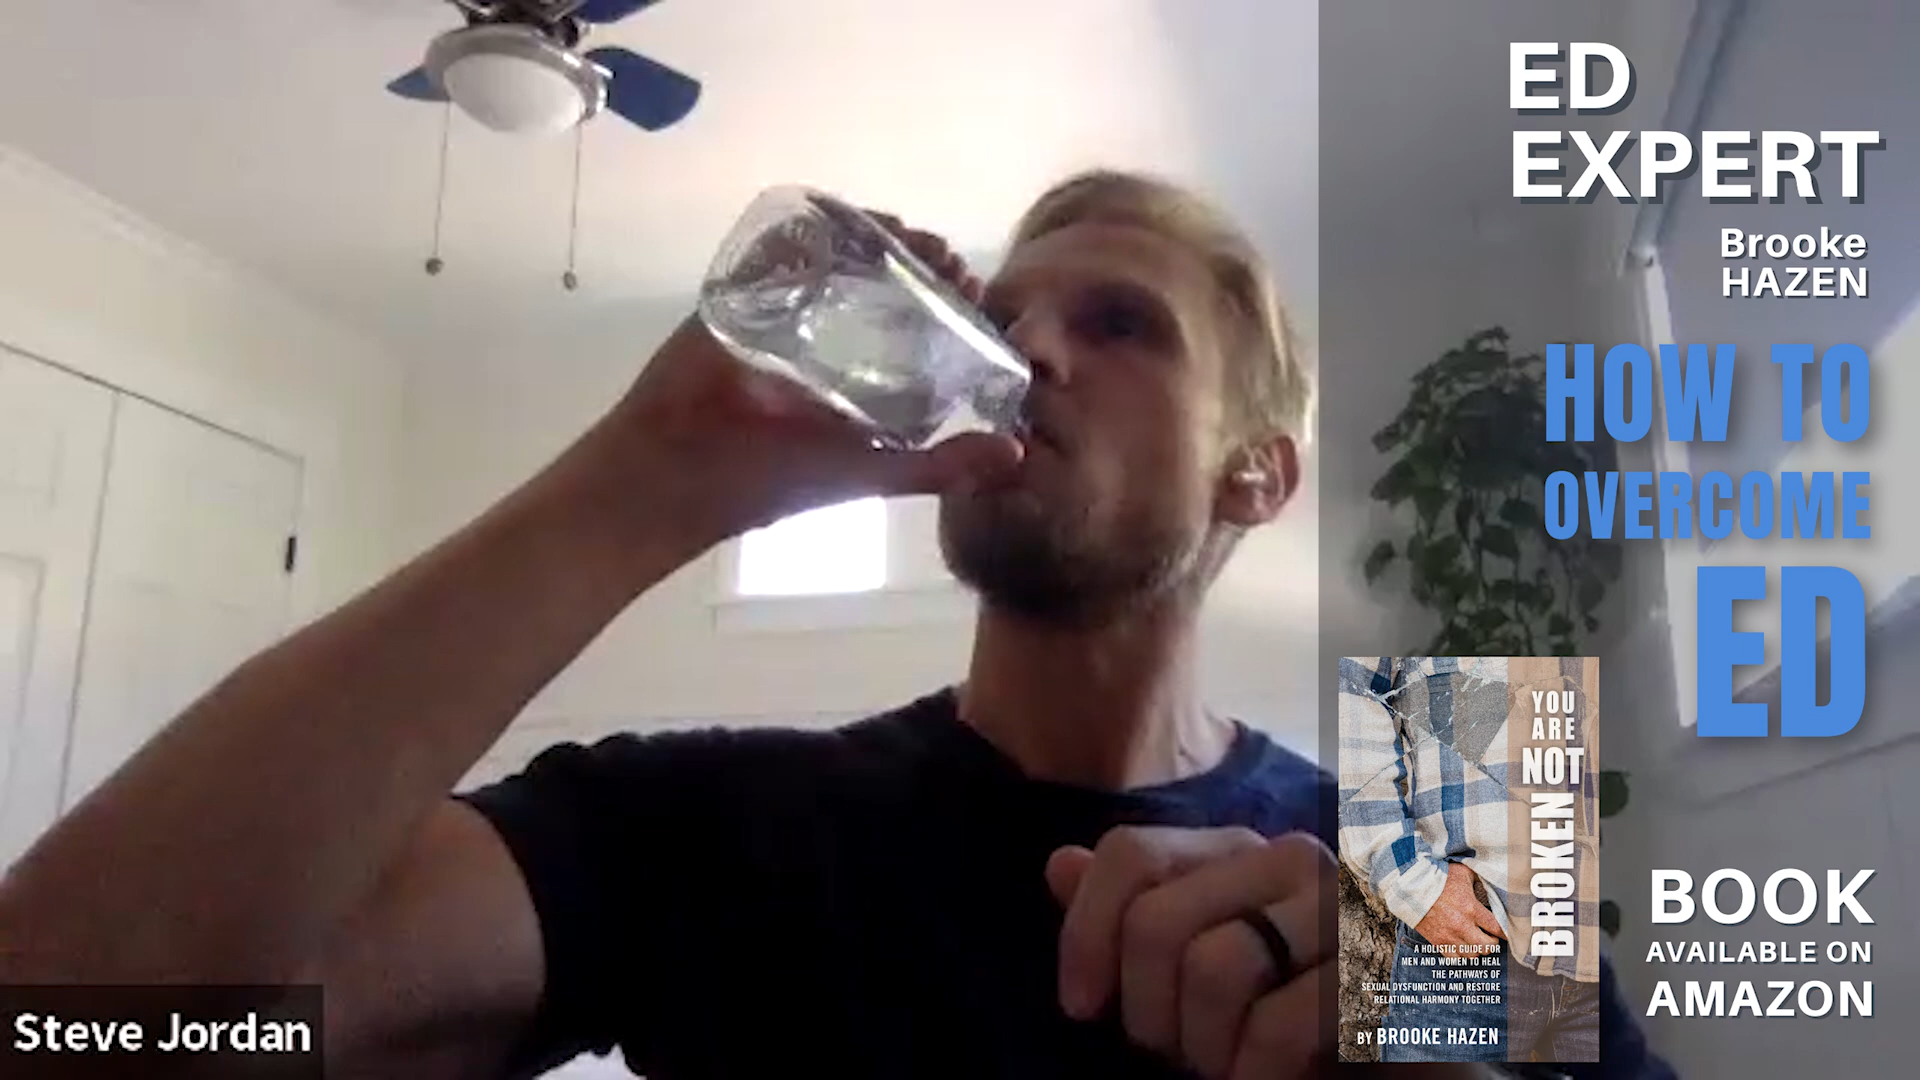 ED
EXPERT
Brooke
HAZEN
HOW TO
OVERCOME
ED
YOU
ARE
NOT
BROKEN
A HOLISTIC GUIDE FOR
MEN AND WOMEN TO HEAL
THE PATHWAYS OF
SEXUAL DYSFUNCTION AND RESTORE
RELATIONAL HARMONY TOGETHER
BY BROOKE HAZEN
BOOK
AVAILABLE ON
AMAZON
Steve Jordan